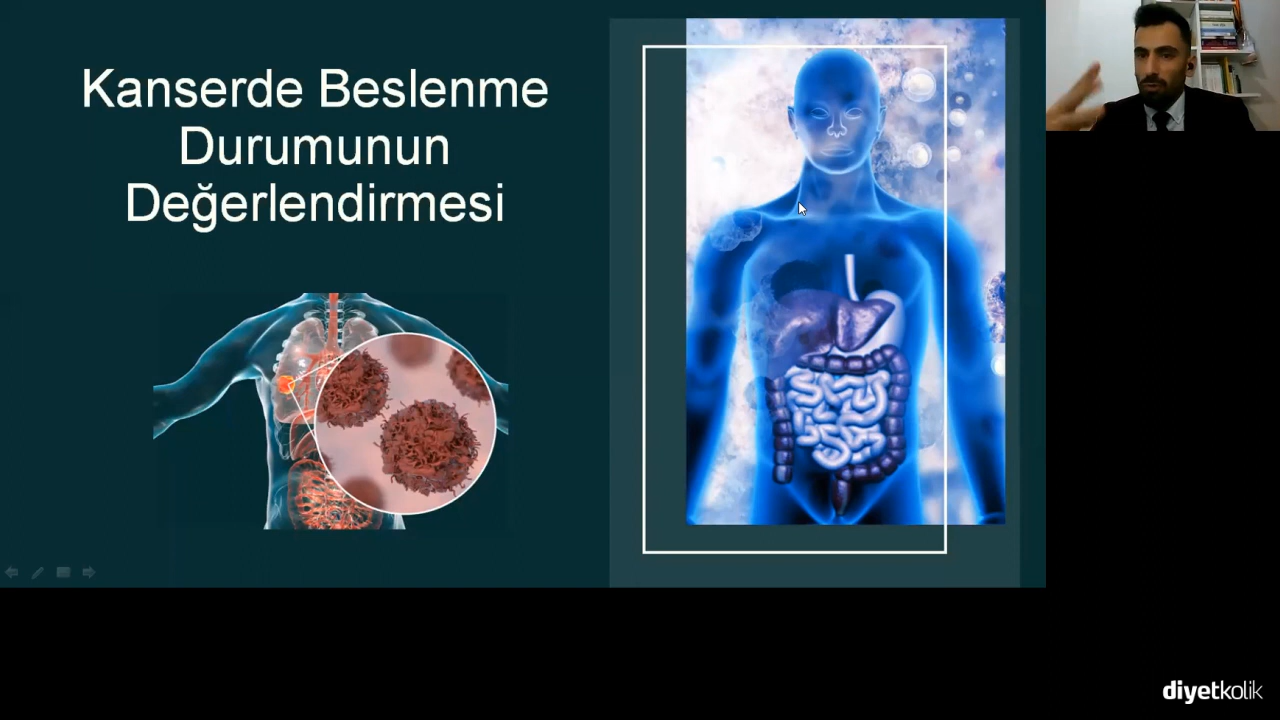 Kanserde Beslenme
Durumunun
Değerlendirmesi
diyetkolik